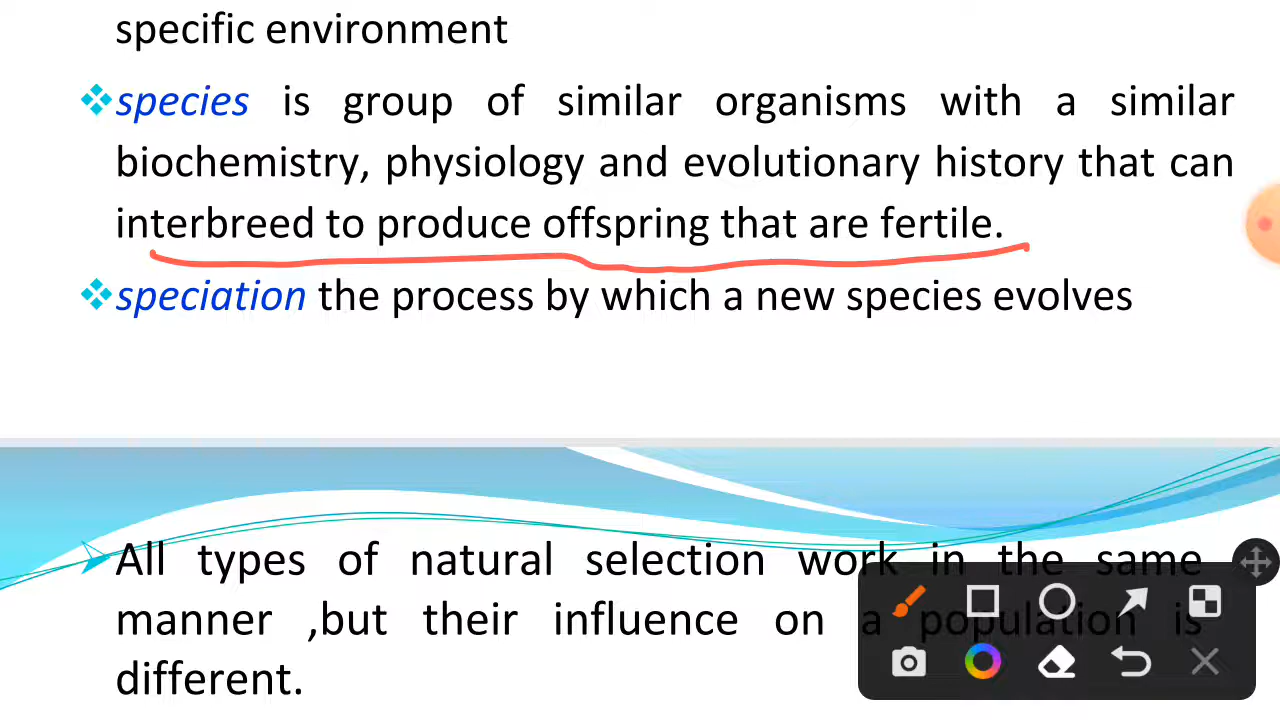 specific environment
❖species is group of similar organisms with a similar
biochemistry, physiology and evolutionary history that can
interbreed to produce offspring that are fertile.
❖speciation the process by which a new species evolves
➤All types of natural selection work in the same
manner ,but their influence on a population is
different.